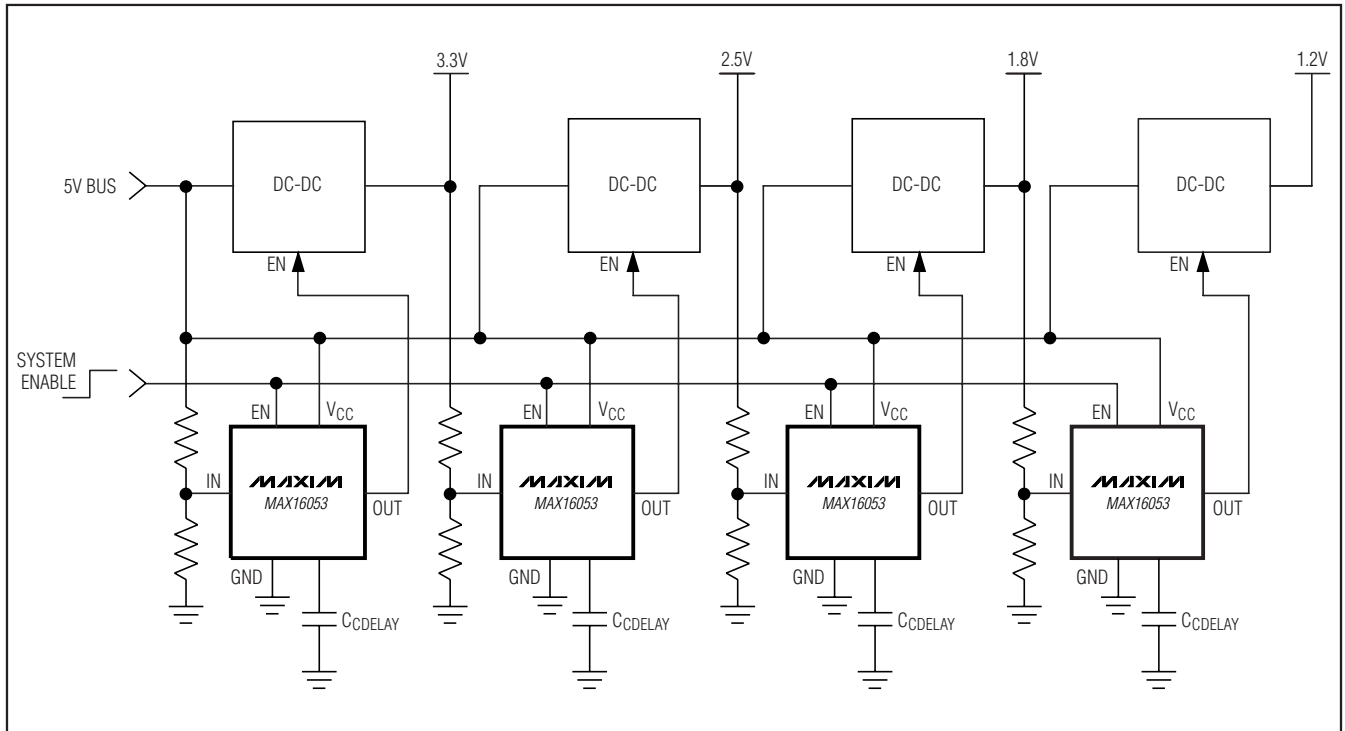 3.3V 2.5V 1.8V 1.2V
5V BUS DC-DC DC-DC DC-DC DC-DC
EN EN EN EN
SYSTEM
ENABLE
EN VCC EN VCC EN VCC EN VCC
IN MAXIM OUT IN MAXIM OUT IN MAXIM OUT IN MAXIM OUT
MAX16053 MAX16053 MAX16053 MAX16053
GND GND GND GND
CCDELAY CCDELAY CCDELAY CCDELAY